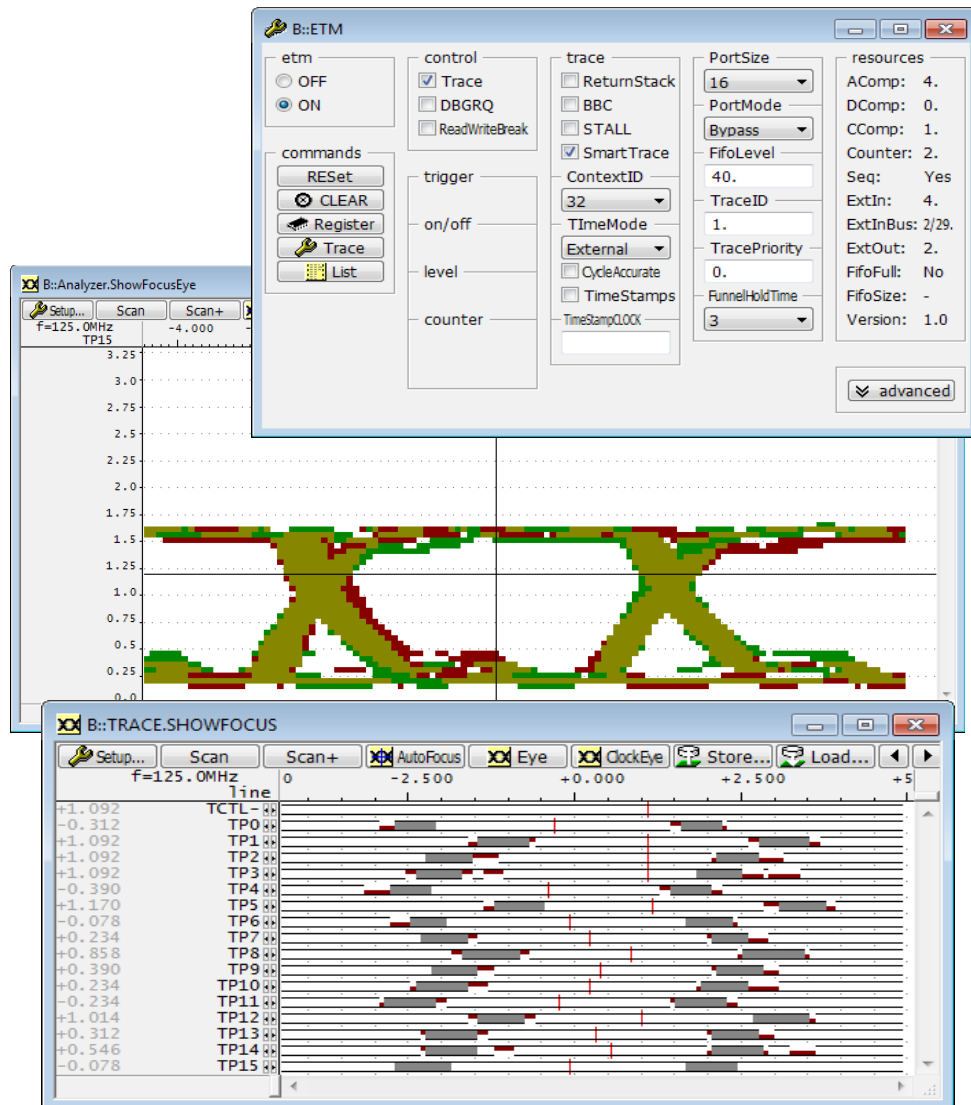 B::ETM
etm
OFF
ON
commands
RESet
CLEAR
Register
Trace
List
control
Trace
DBGRQ
ReadWriteBreak
trigger
on/off
level
counter
trace
ReturnStack
BBC
STALL
SmartTrace
ContextID
32
TImeMode
External
CycleAccurate
TimeStamps
TimeStampCLOCK
PortSize
16
PortMode
Bypass
FifoLevel
40.
TraceID
1.
TracePriority
0.
FunnelHoldTime
3
resources
AComp: 4.
DComp: 0.
CComp: 1.
Counter: 2.
Seq: Yes
ExtIn: 4.
ExtInBus: 2/29.
ExtOut: 2.
FifoFull: No
FifoSize: -
Version: 1.0
advanced
B::Analyzer.ShowFocusEye
Setup... Scan Scan+
f=125.0MHz -4.000
TP15
3.25
3.0
2.75
2.5
2.25
2.0
1.75
1.5
1.25
1.0
0.75
0.5
0.25
0.0
B::TRACE.SHOWFOCUS
Setup... Scan Scan+ AutoFocus Eye ClockEye Store... Load...
f=125.0MHz 0 -2.500 +0.000 +2.500 +5
line
+1.092 TCTL-
-0.312 TP0
+1.092 TP1
+1.092 TP2
+1.092 TP3
-0.390 TP4
+1.170 TP5
-0.078 TP6
+0.234 TP7
+0.858 TP8
+0.390 TP9
+0.234 TP10
-0.234 TP11
+1.014 TP12
+0.312 TP13
+0.546 TP14
-0.078 TP15